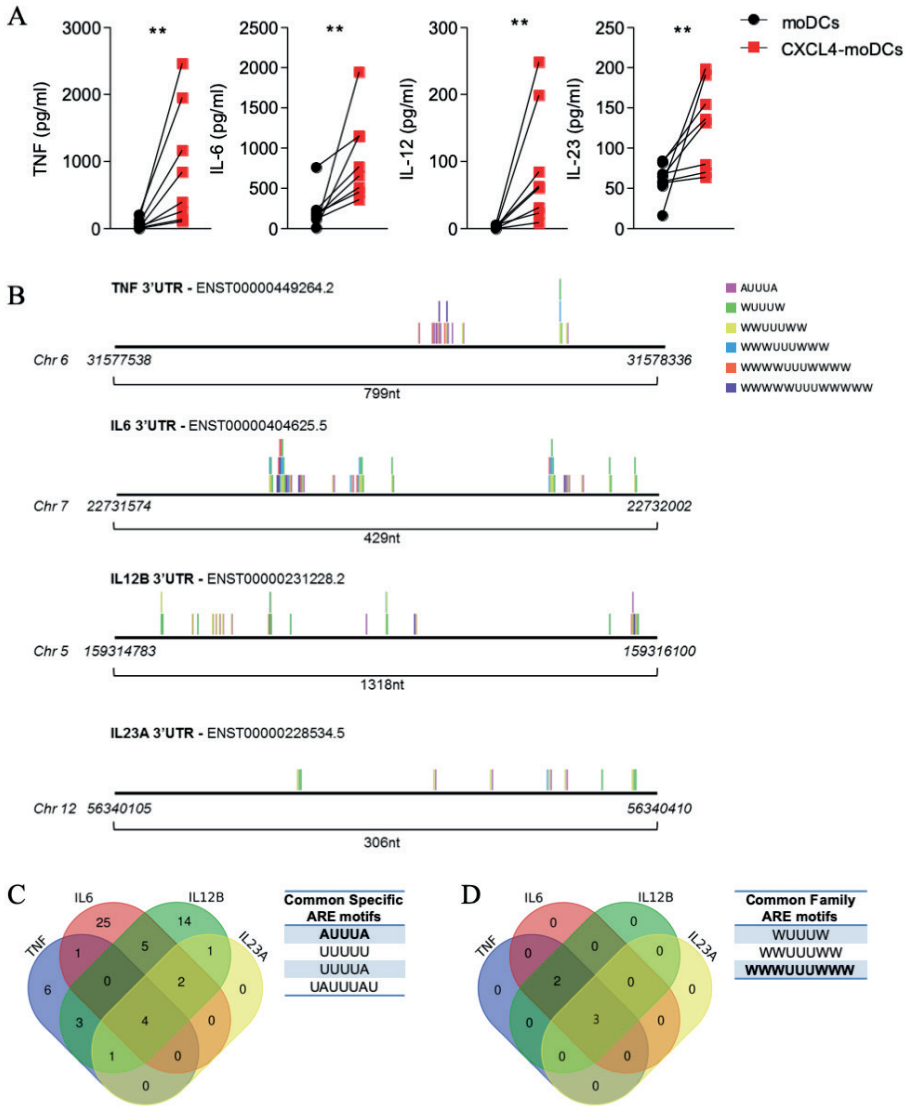 A
moDCs
CXCL4-moDCs
**
3000
2000
1000
0
TNF (pg/ml)
**
2500
2000
1500
1000
500
0
IL-6 (pg/ml)
**
300
200
100
0
IL-12 (pg/ml)
**
250
200
150
100
50
0
IL-23 (pg/ml)
B
TNF 3'UTR - ENST00000449264.2
Chr 6 31577538 31578336
799nt
AUUUA
WUUUW
WWUUUWW
WWWUUUWWW
WWWWUUUWWWW
WWWWWUUUWWWWW
IL6 3'UTR - ENST00000404625.5
Chr 7 22731574 22732002
429nt
IL12B 3'UTR - ENST00000231228.2
Chr 5 159314783 159316100
1318nt
IL23A 3'UTR - ENST00000228534.5
Chr 12 56340105 56340410
306nt
C
TNF IL6 IL12B IL23A
25 14
1 5 1
6 0 2 0
3 4 0
1 0
0
Common Specific
ARE motifs
AUUUA
UUUUU
UUUUA
UAUUUAU
D
TNF IL6 IL12B IL23A
0 0
0 0 0
0 2 0 0
0 3 0
0 0
0
Common Family
ARE motifs
WUUUW
WWUUUWW
WWWUUUWWW